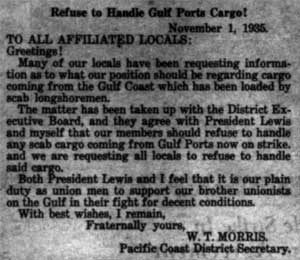 Refuse to Handle Gulf Ports Cargo!
November 1, 1935.
TO ALL AFFILIATED LOCALS:
Greetings!
Many of our locals have been requesting informa-
tion as to what our position should be regarding cargo
coming from the Gulf Coast which has been loaded by
scab longshoremen.
The matter has been taken up with the District Ex-
ecutive Board, and they agree with President Lewis
and myself that our members should refuse to handle
any scab cargo coming from Gulf Ports now on strike.
and we are requesting all locals to refuse to handle
said cargo.
Both President Lewis and I feel that it is our plain
duty as union men to support our brother unionists
on the Gulf in their fight for decent conditions.
With best wishes, I remain,
Fraternally yours,
W. T. MORRIS.
Pacific Coast District Secretary.